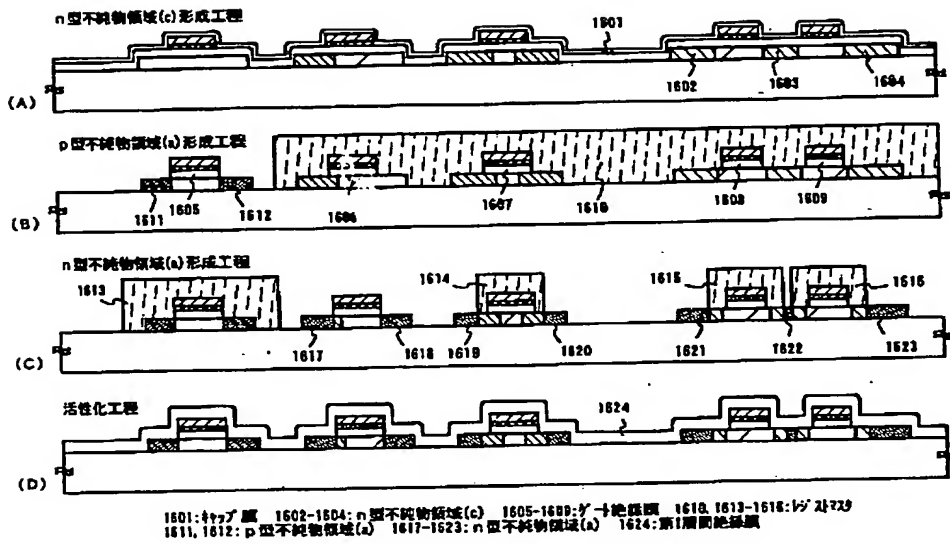 n型不純物領域(c)形成工程
1601
1602
1603
1604
(A)
p型不純物領域(a)形成工程
1611
1605
1612
1606
1607
1610
1608
1609
(B)
n型不純物領域(a)形成工程
1613
1614
1615
1616
1617
1618
1619
1620
1621
1622
1623
(C)
活性化工程
1624
(D)
1601:キャップ膜 1602-1604:n型不純物領域(c) 1605-1609:ゲート絶縁膜 1610,1613-1616:レジストマスク
1611,1612:p型不純物領域(a) 1617-1623:n型不純物領域(a) 1624:第1層間絶縁膜